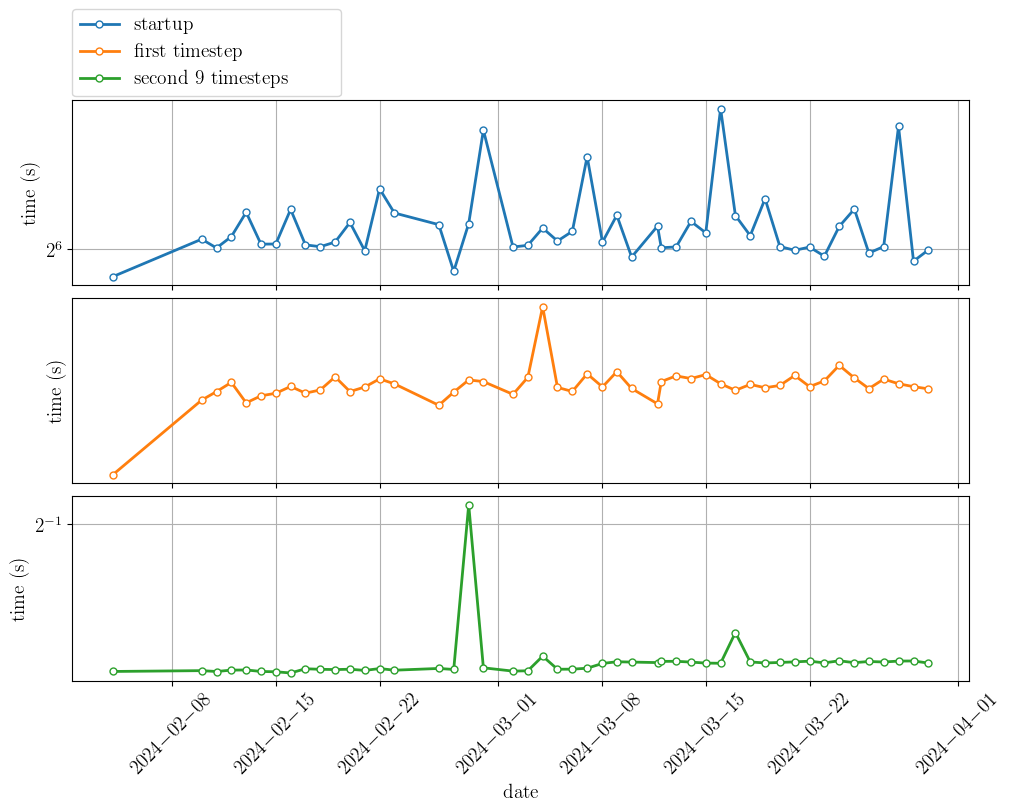 startup
first timestep
second 9 timesteps
time (s)
2^6
time (s)
2^{-1}
time (s)
2024−02−08
2024−02−15
2024−02−22
2024−03−01
2024−03−08
2024−03−15
2024−03−22
2024−04−01
date